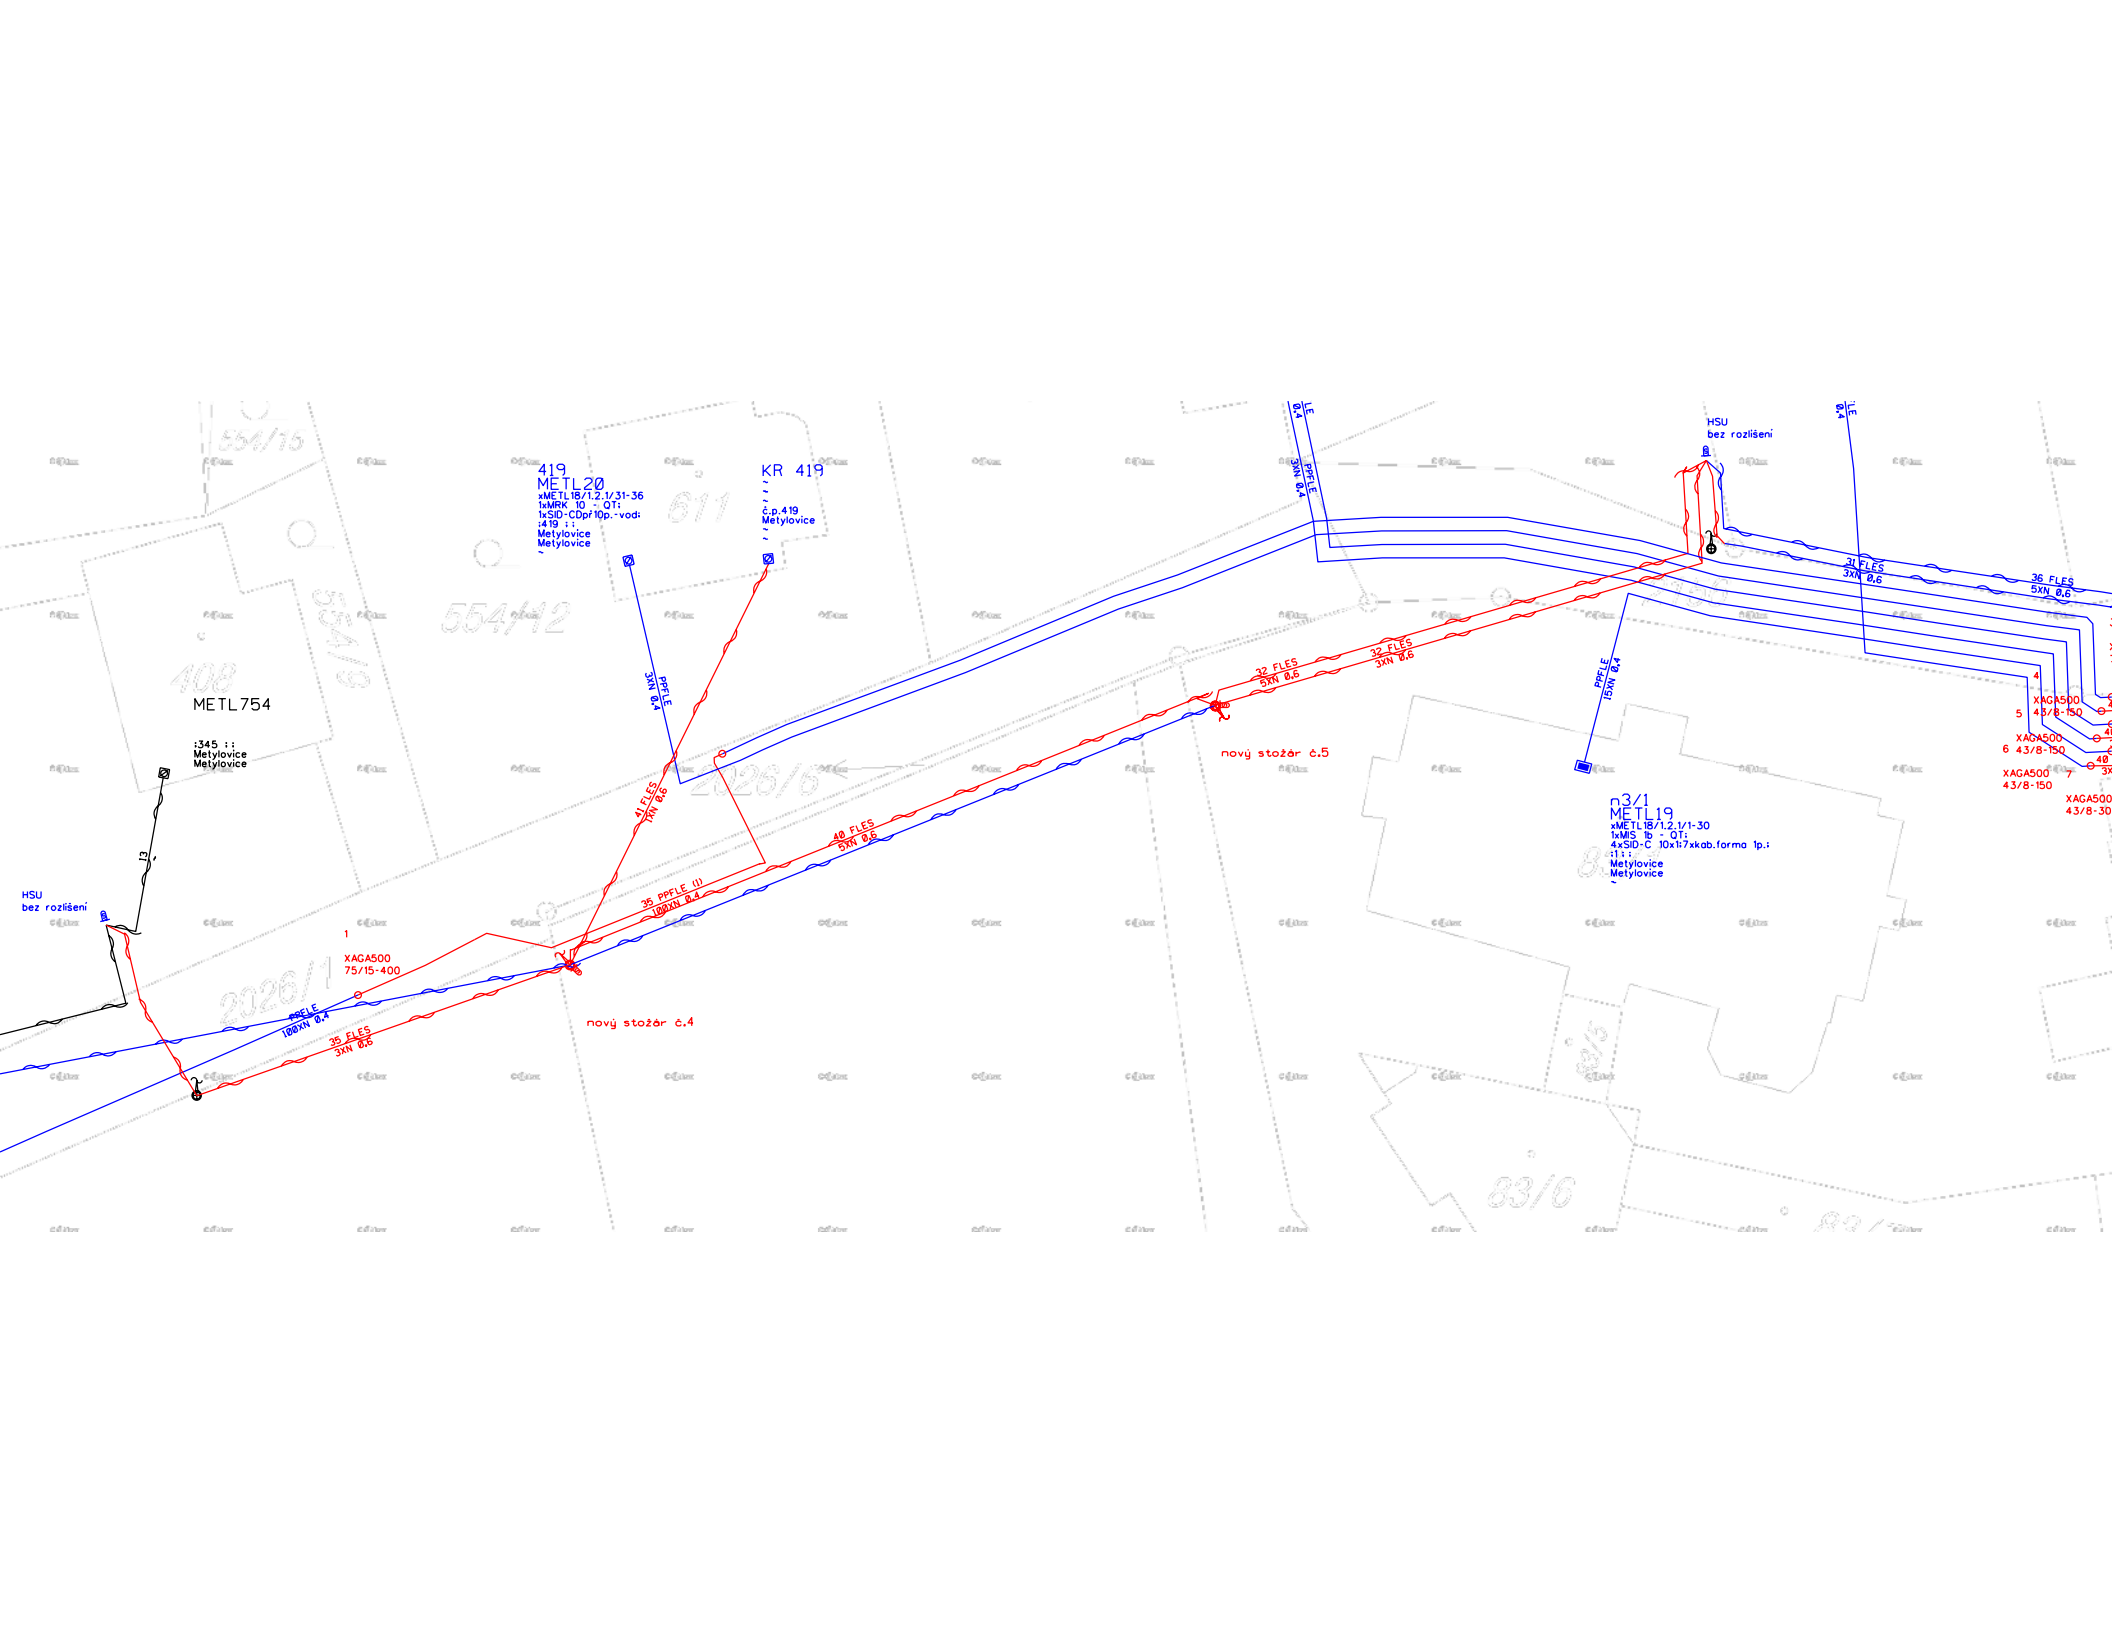 554/15
419
METL20
xMETL18/1.2.1/31-36
1xMRK 10 - QT;
1xSID-CDpř10p.-vod;
;419 ; ;
Metylovice
Metylovice
~
KR 419
~
~
~
č.p.419
Metylovice
~
~
611
554/12
554/9
408
METL754
;345 ; ;
Metylovice
Metylovice
13
HSU
bez rozlišení
1
XAGA500
75/15-400
2026/1
PPFLE
100XN 0.4
35 FLES
3XN 0.6
nový stožár č.4
35 PPFLE (1)
100XN 0.4
41 FLES
1XN 0.6
PPFLE
3XN 0.4
2026/6
40 FLES
5XN 0.6
nový stožár č.5
32 FLES
5XN 0.6
32 FLES
3XN 0.6
LE
0.4
PPFLE
3XN 0.4
HSU
bez rozlišení
LE
0.4
31 FLES
3XN 0.6
36 FLES
5XN 0.6
PPFLE
15XN 0.4
4
XAGA500
43/8-150
5
XAGA500
6 43/8-150
XAGA500 7
43/8-150
40
3X
XAGA500
43/8-30
n3/1
METL19
xMETL18/1.2.1/1-30
1xMIS 1b - QT;
4xSID-C 10x1;7xkab.forma 1p.;
;1 ; ;
Metylovice
Metylovice
~
83/6